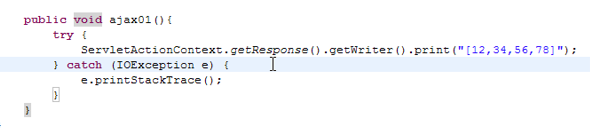 public void ajax01(){
try {
ServletActionContext.getResponse().getWriter().print("[12,34,56,78]");
} catch (IOException e) {
e.printStackTrace();
}
}